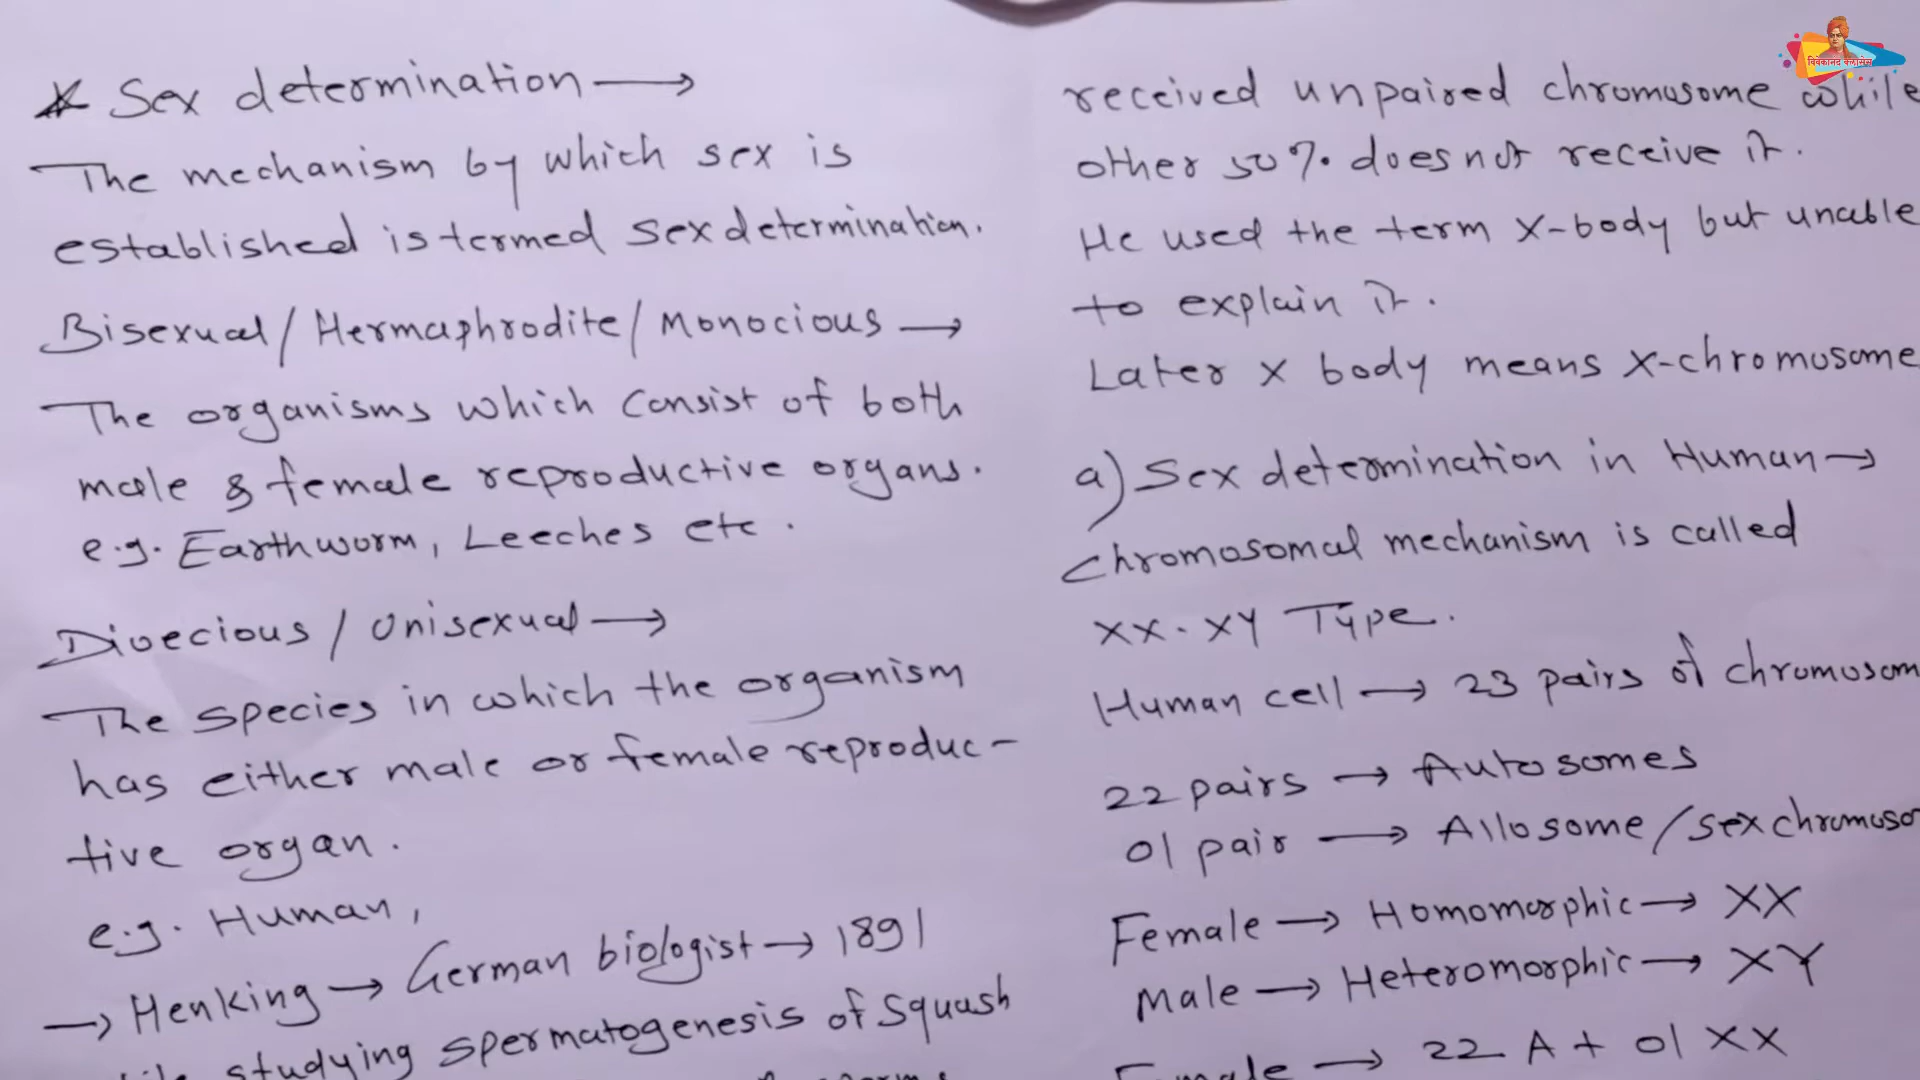 * Sex determination →
The mechanism by which sex is
established is termed sex determination.
Bisexual / Hermaphrodite / Monocious →
The organisms which consist of both
male & female reproductive organs.
e.g. Earthworm, Leeches etc.
Dioecious / Unisexual →
The species in which the organism
has either male or female reproduc-
tive organ.
e.g. Human,
→ Henking → German biologist → 1891
studying spermatogenesis of Squash
received unpaired chromosome while
other 50% does not receive it.
He used the term X-body but unable
to explain it.
Later X body means X-chromosome
a) Sex determination in Human →
chromosomal mechanism is called
XX-XY Type.
Human cell → 23 pairs of chromosom
22 pairs → Autosomes
01 pair → Allosome / sex chromoso
Female → Homomorphic → XX
Male → Heteromorphic → XY
Female → 22 A + 01 XX
विवेकानंद क्लासेस